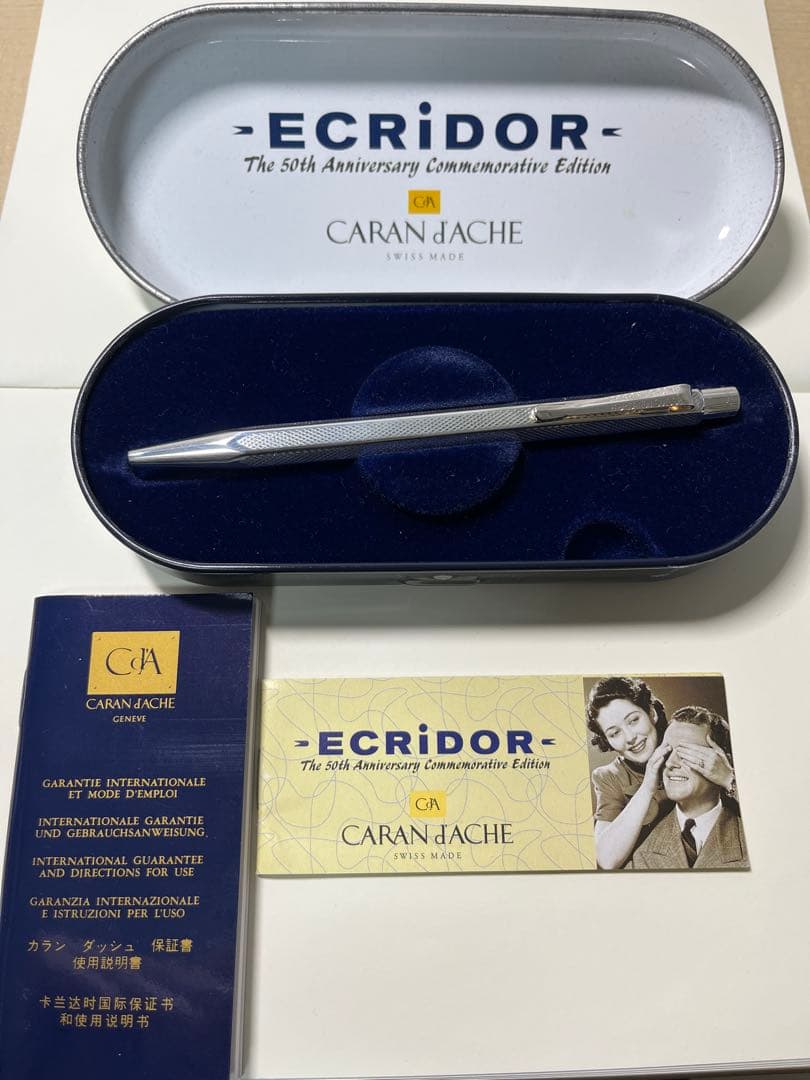 ECRiDOR
The 50th Anniversary Commemorative Edition
CdA
CARAN d'ACHE
SWISS MADE
CdA
CARAN d'ACHE
GENEVE
GARANTIE INTERNATIONALE
ET MODE D'EMPLOI
INTERNATIONALE GARANTIE
UND GEBRAUCHSANWEISUNG
INTERNATIONAL GUARANTEE
AND DIRECTIONS FOR USE
GARANZIA INTERNAZIONALE
E ISTRUZIONI PER L'USO
カラン ダッシュ 保証書
使用説明書
卡兰达时国际保证书
和使用说明书
ECRiDOR
The 50th Anniversary Commemorative Edition
CdA
CARAN d'ACHE
SWISS MADE